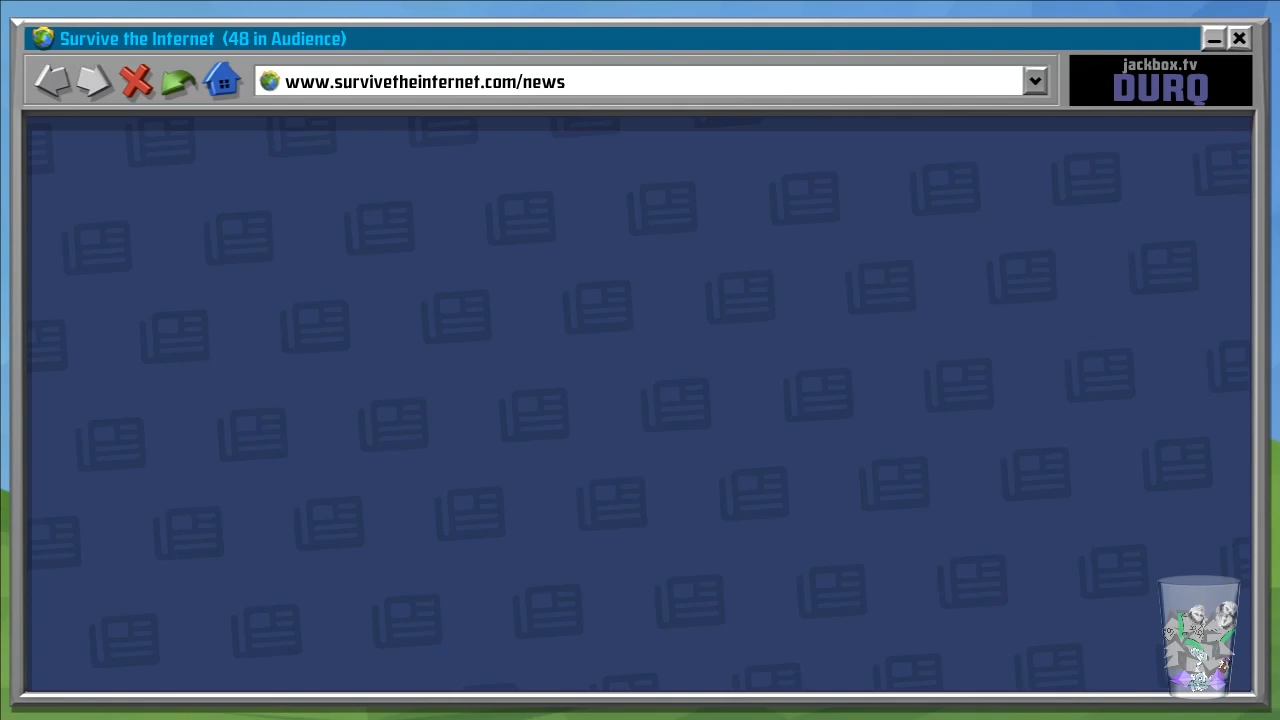 Survive the Internet (48 in Audience)
www.survivetheinternet.com/news
jackbox.tv
DURQ